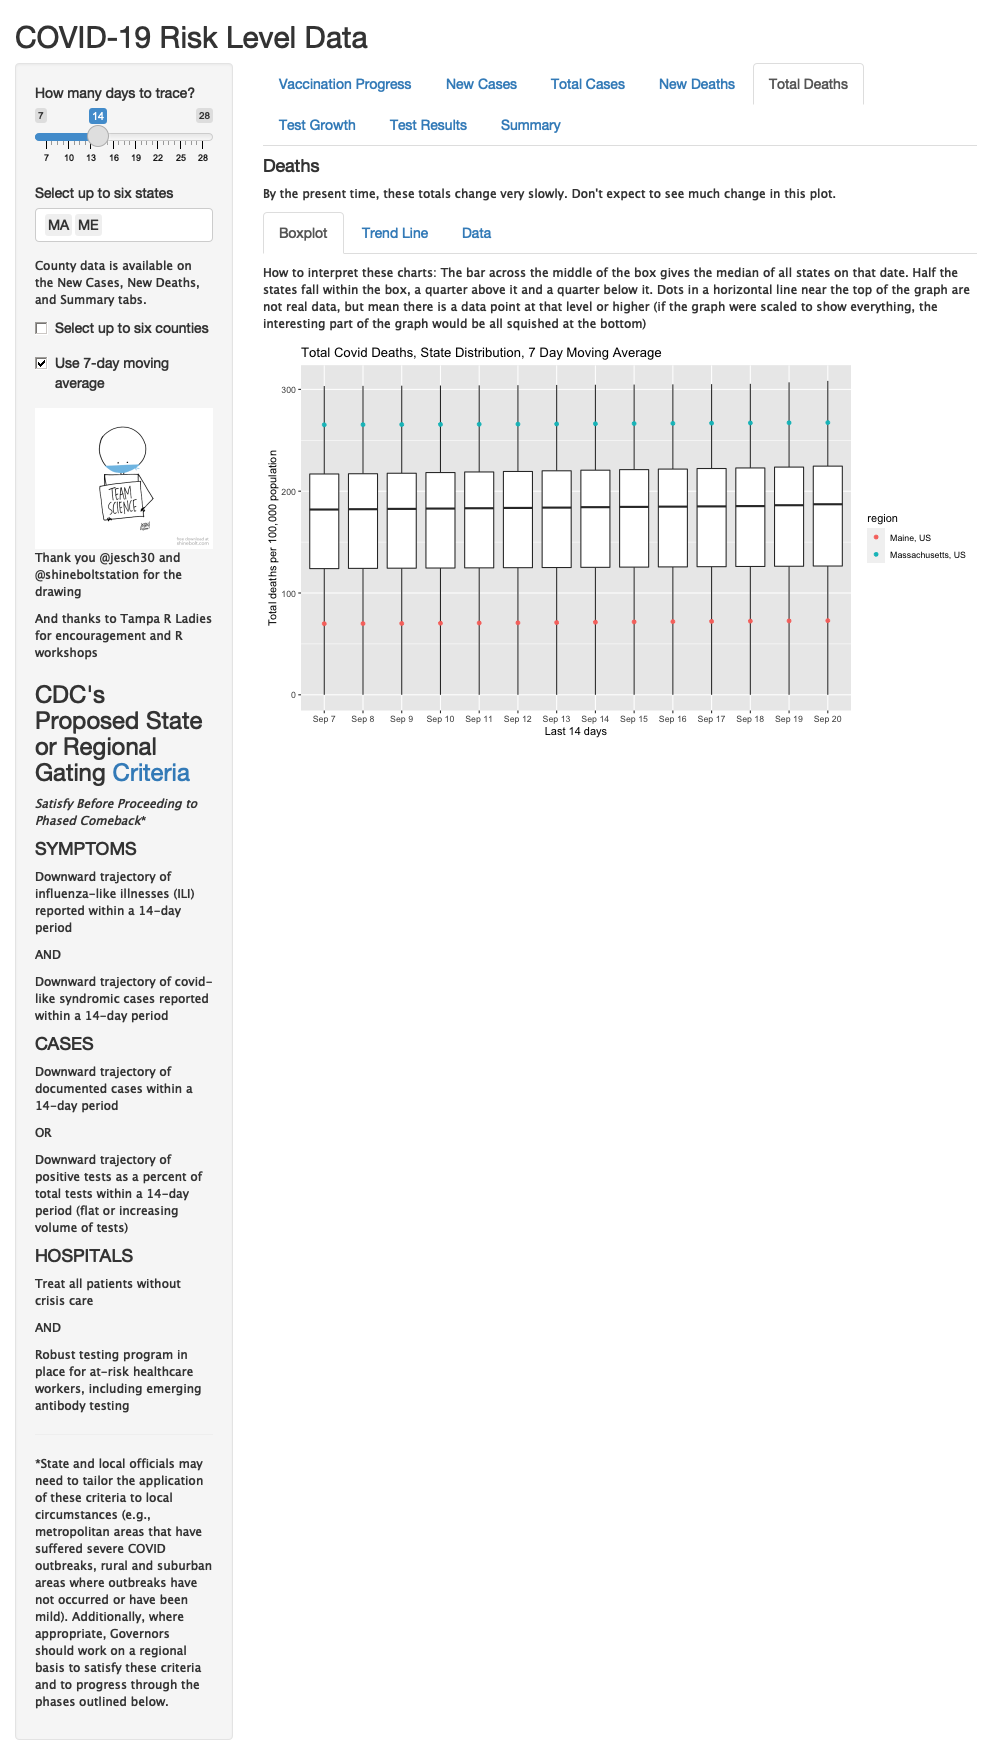 COVID-19 Risk Level Data
How many days to trace?
7 14 28
7 10 13 16 19 22 25 28
Select up to six states
MA ME
County data is available on
the New Cases, New Deaths,
and Summary tabs.
Select up to six counties
Use 7-day moving
average
TEAM
SCIENCE
Thank you @jesch30 and
@shineboltstation for the
drawing
And thanks to Tampa R Ladies
for encouragement and R
workshops
CDC's
Proposed State
or Regional
Gating Criteria
Satisfy Before Proceeding to
Phased Comeback*
SYMPTOMS
Downward trajectory of
influenza-like illnesses (ILI)
reported within a 14-day
period
AND
Downward trajectory of covid-
like syndromic cases reported
within a 14-day period
CASES
Downward trajectory of
documented cases within a
14-day period
OR
Downward trajectory of
positive tests as a percent of
total tests within a 14-day
period (flat or increasing
volume of tests)
HOSPITALS
Treat all patients without
crisis care
AND
Robust testing program in
place for at-risk healthcare
workers, including emerging
antibody testing
*State and local officials may
need to tailor the application
of these criteria to local
circumstances (e.g.,
metropolitan areas that have
suffered severe COVID
outbreaks, rural and suburban
areas where outbreaks have
not occurred or have been
mild). Additionally, where
appropriate, Governors
should work on a regional
basis to satisfy these criteria
and to progress through the
phases outlined below.
Vaccination Progress New Cases Total Cases New Deaths Total Deaths
Test Growth Test Results Summary
Deaths
By the present time, these totals change very slowly. Don't expect to see much change in this plot.
Boxplot Trend Line Data
How to interpret these charts: The bar across the middle of the box gives the median of all states on that date. Half the
states fall within the box, a quarter above it and a quarter below it. Dots in a horizontal line near the top of the graph are
not real data, but mean there is a data point at that level or higher (if the graph were scaled to show everything, the
interesting part of the graph would be all squished at the bottom)
Total Covid Deaths, State Distribution, 7 Day Moving Average
Total deaths per 100,000 population
300
200
100
0
Sep 7 Sep 8 Sep 9 Sep 10 Sep 11 Sep 12 Sep 13 Sep 14 Sep 15 Sep 16 Sep 17 Sep 18 Sep 19 Sep 20
Last 14 days
region
Maine, US
Massachusetts, US